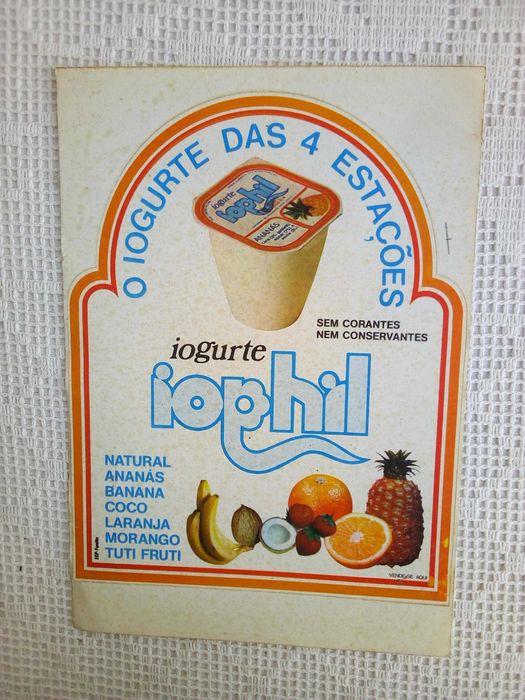 O IOGURTE DAS 4 ESTAÇÕES
iogurte
iophil
ANANÁS
SEM CORANTES
NEM CONSERVANTES
iogurte
iophil
NATURAL
ANANÁS
BANANA
COCO
LARANJA
MORANGO
TUTI FRUTI
VENDE-SE AQUI